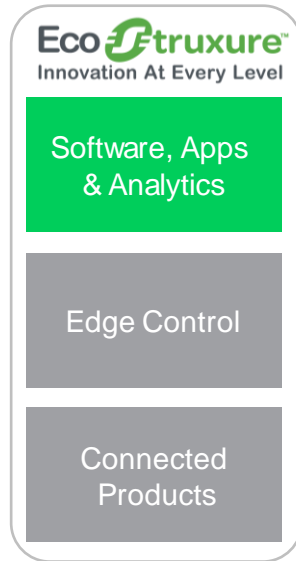 EcoStruxure™
Innovation At Every Level
Software, Apps
& Analytics
Edge Control
Connected
Products